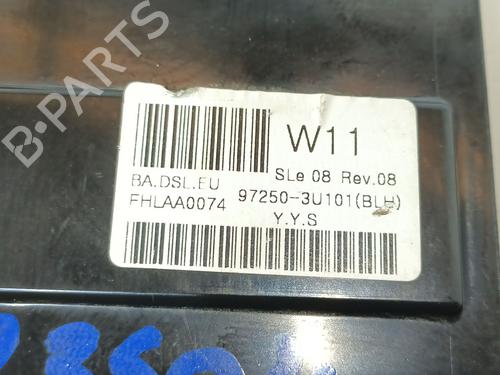 B-PARTS
W11
SLe 08 Rev.08
BA.DSL.EU
FHLAA0074 97250-3U101(BLH)
Y.Y.S